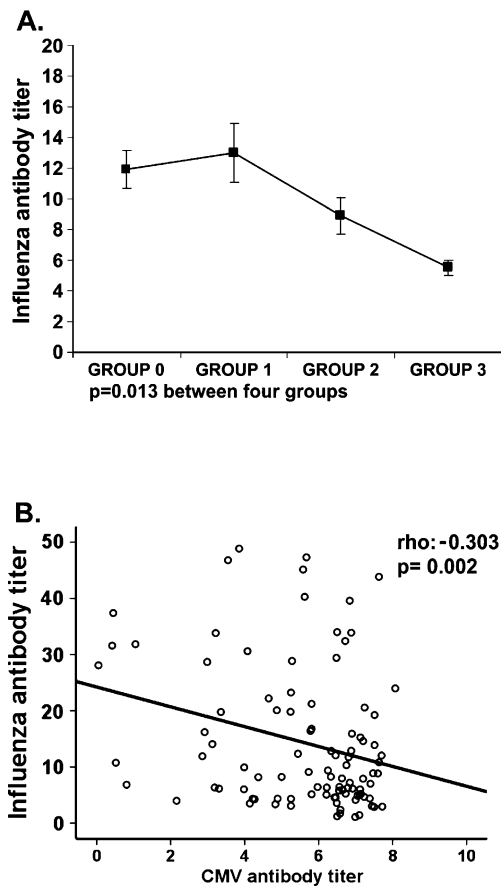 A.
20
18
16
14
12
10
8
6
4
2
0
Influenza antibody titer
GROUP 0 GROUP 1 GROUP 2 GROUP 3
p=0.013 between four groups
B.
rho: -0.303
p= 0.002
50
40
30
20
10
0
Influenza antibody titer
0 2 4 6 8 10
CMV antibody titer